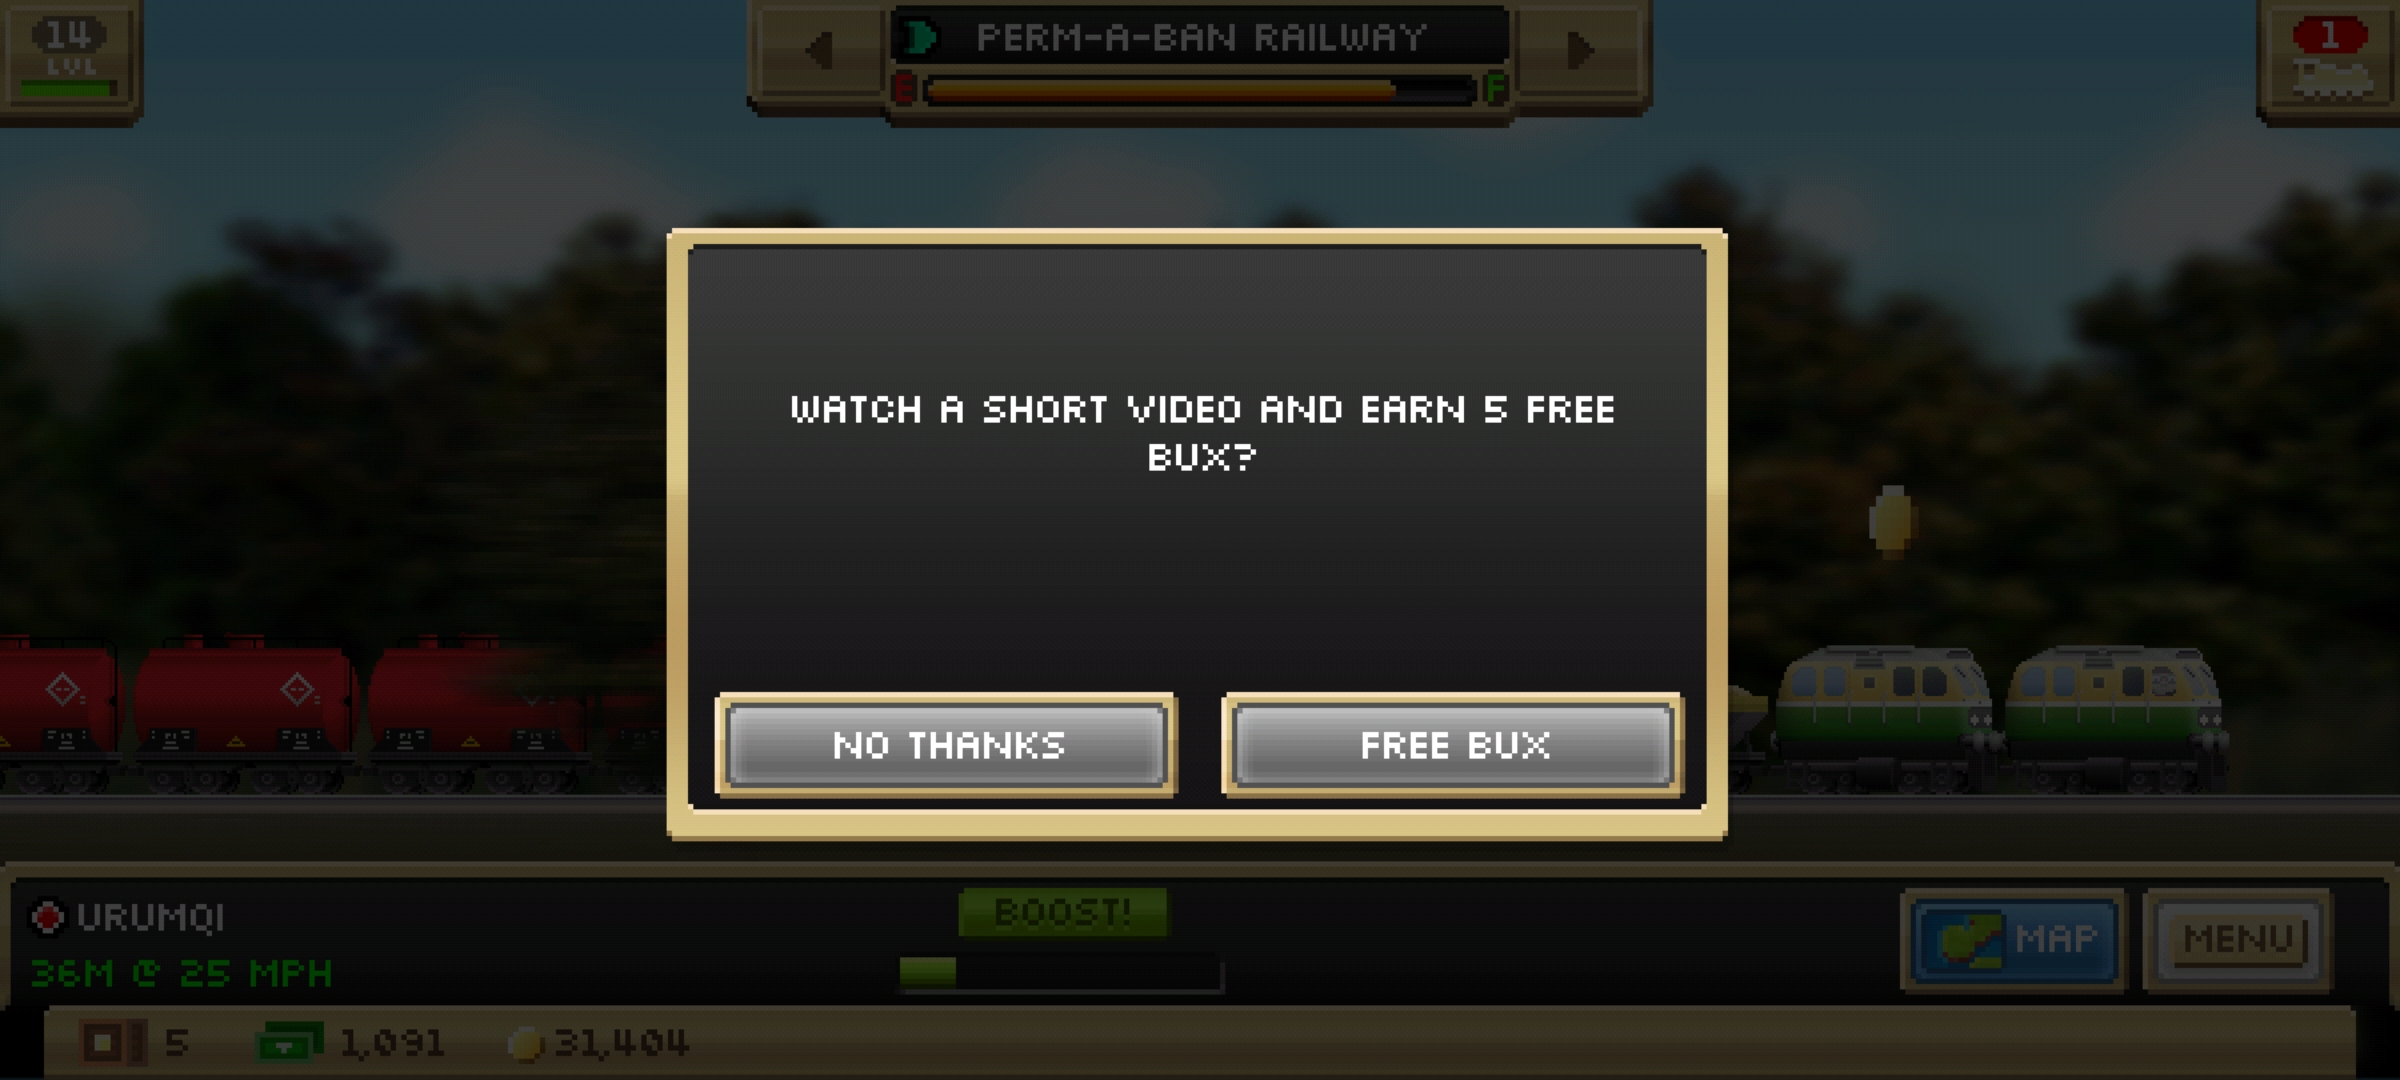 14
LVL
PERM-A-BAN RAILWAY
E F
1
WATCH A SHORT VIDEO AND EARN 5 FREE
BUX?
NO THANKS
FREE BUX
URUMQI
36M @ 25 MPH
BOOST!
MAP
MENU
5
1,091
31,404